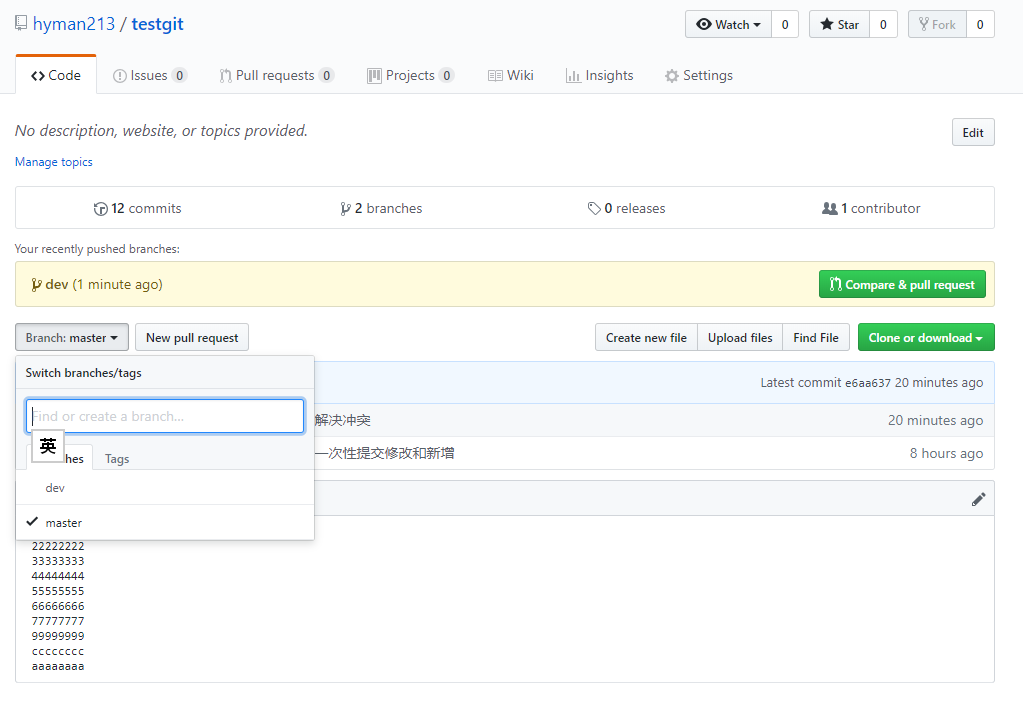 hyman213 / testgit
Watch 0 Star 0 Fork 0
Code Issues 0 Pull requests 0 Projects 0 Wiki Insights Settings
No description, website, or topics provided.
Edit
Manage topics
12 commits 2 branches 0 releases 1 contributor
Your recently pushed branches:
dev (1 minute ago) Compare & pull request
Branch: master New pull request Create new file Upload files Find File Clone or download
Switch branches/tags
Latest commit e6aa637 20 minutes ago
Find or create a branch...
解决冲突 20 minutes ago
英
一次性提交修改和新增 8 hours ago
Tags
dev
master
22222222
33333333
44444444
55555555
66666666
77777777
99999999
cccccccc
aaaaaaaa